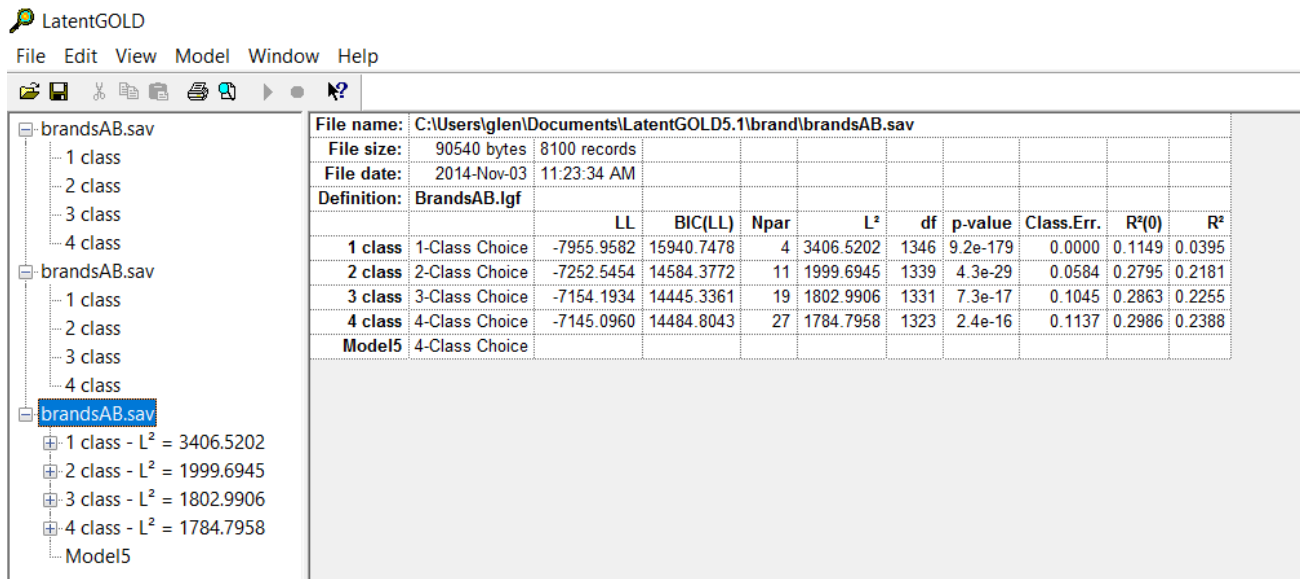 LatentGOLD
File Edit View Model Window Help
brandsAB.sav
1 class
2 class
3 class
4 class
brandsAB.sav
1 class
2 class
3 class
4 class
brandsAB.sav
1 class - L² = 3406.5202
2 class - L² = 1999.6945
3 class - L² = 1802.9906
4 class - L² = 1784.7958
Model5
File name: C:\Users\glen\Documents\LatentGOLD5.1\brand\brandsAB.sav
File size: 90540 bytes 8100 records
File date: 2014-Nov-03 11:23:34 AM
Definition: BrandsAB.lgf
LL BIC(LL) Npar L² df p-value Class.Err. R²(0) R²
1 class 1-Class Choice -7955.9582 15940.7478 4 3406.5202 1346 9.2e-179 0.0000 0.1149 0.0395
2 class 2-Class Choice -7252.5454 14584.3772 11 1999.6945 1339 4.3e-29 0.0584 0.2795 0.2181
3 class 3-Class Choice -7154.1934 14445.3361 19 1802.9906 1331 7.3e-17 0.1045 0.2863 0.2255
4 class 4-Class Choice -7145.0960 14484.8043 27 1784.7958 1323 2.4e-16 0.1137 0.2986 0.2388
Model5 4-Class Choice